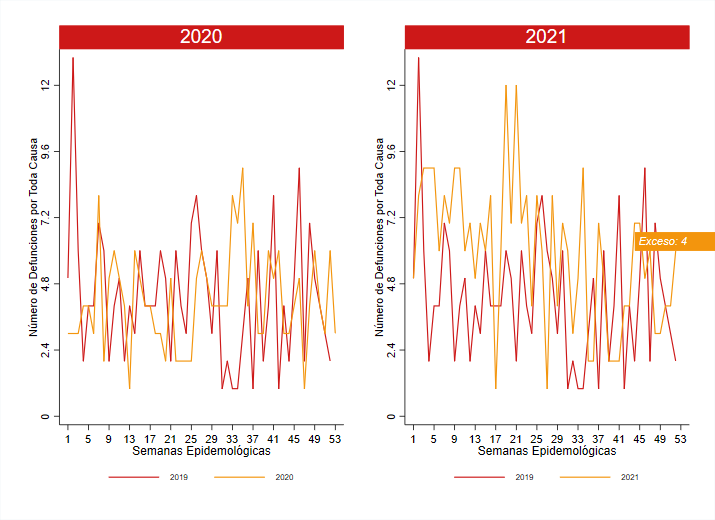 2020
2021
Número de Defunciones por Toda Causa
12
9.6
7.2
4.8
2.4
0
1 5 9 13 17 21 25 29 33 37 41 45 49 53
Semanas Epidemiológicas
2019 2020
Número de Defunciones por Toda Causa
12
9.6
7.2
4.8
2.4
0
Exceso: 4
1 5 9 13 17 21 25 29 33 37 41 45 49 53
Semanas Epidemiológicas
2019 2021